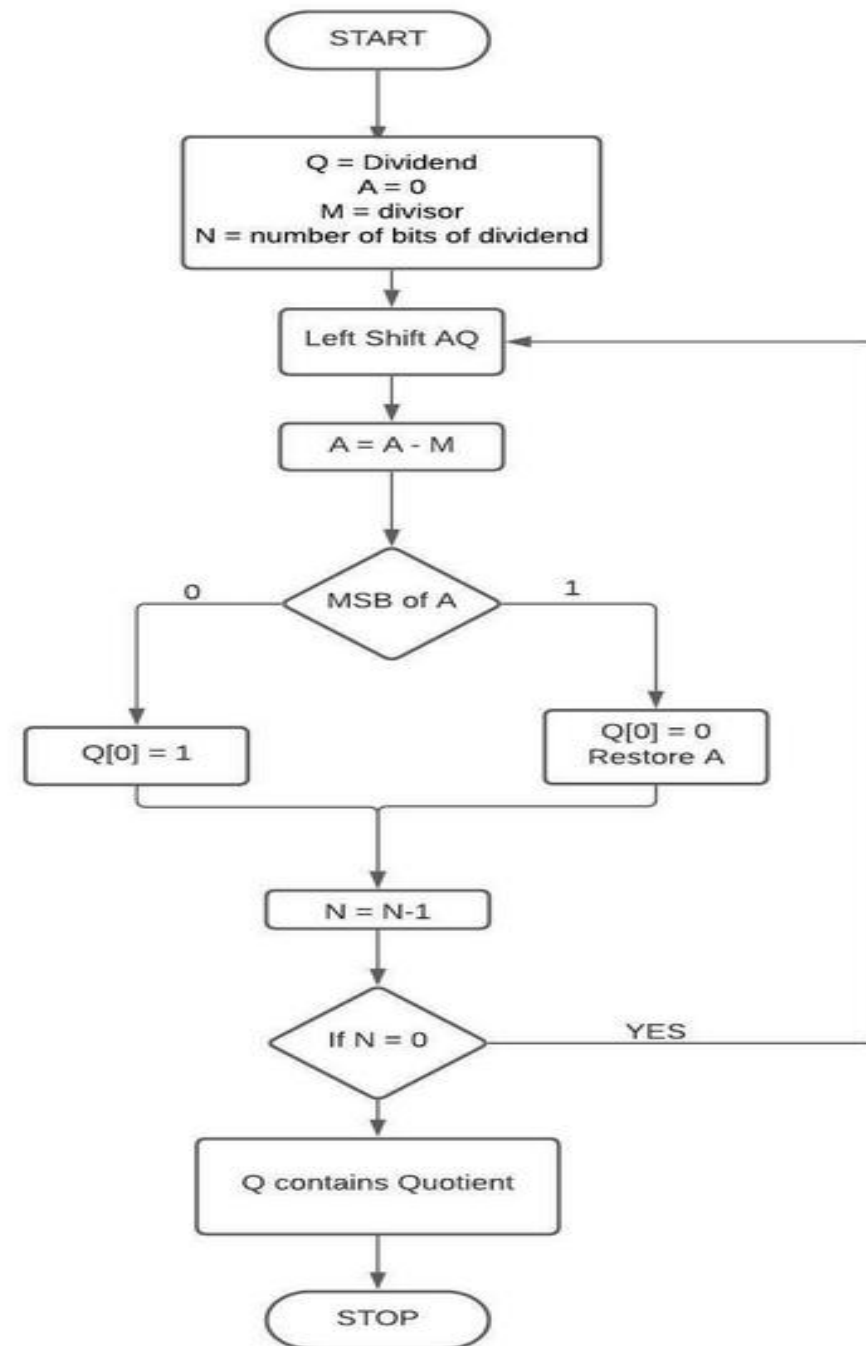 START
Q = Dividend
A = 0
M = divisor
N = number of bits of dividend
Left Shift AQ
A = A - M
MSB of A
0
1
Q[0] = 1
Q[0] = 0
Restore A
N = N-1
If N = 0
YES
Q contains Quotient
STOP